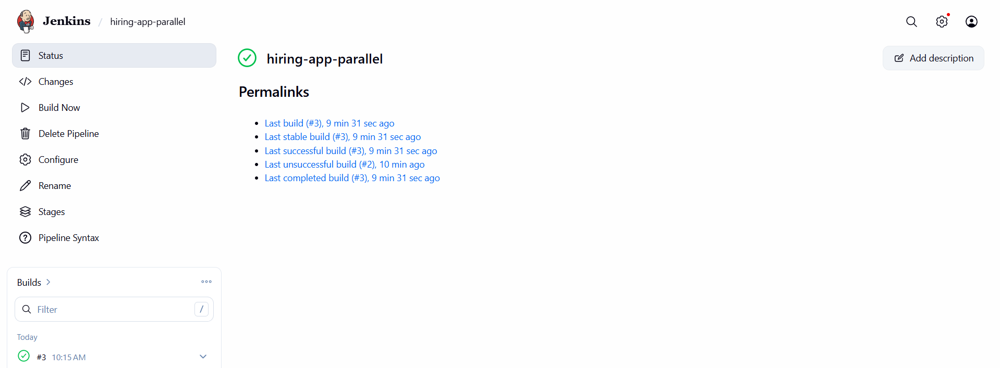 Jenkins / hiring-app-parallel
Status
Changes
Build Now
Delete Pipeline
Configure
Rename
Stages
Pipeline Syntax
Builds
Filter /
Today
#3 10:15 AM
hiring-app-parallel
Add description
Permalinks
Last build (#3), 9 min 31 sec ago
Last stable build (#3), 9 min 31 sec ago
Last successful build (#3), 9 min 31 sec ago
Last unsuccessful build (#2), 10 min ago
Last completed build (#3), 9 min 31 sec ago